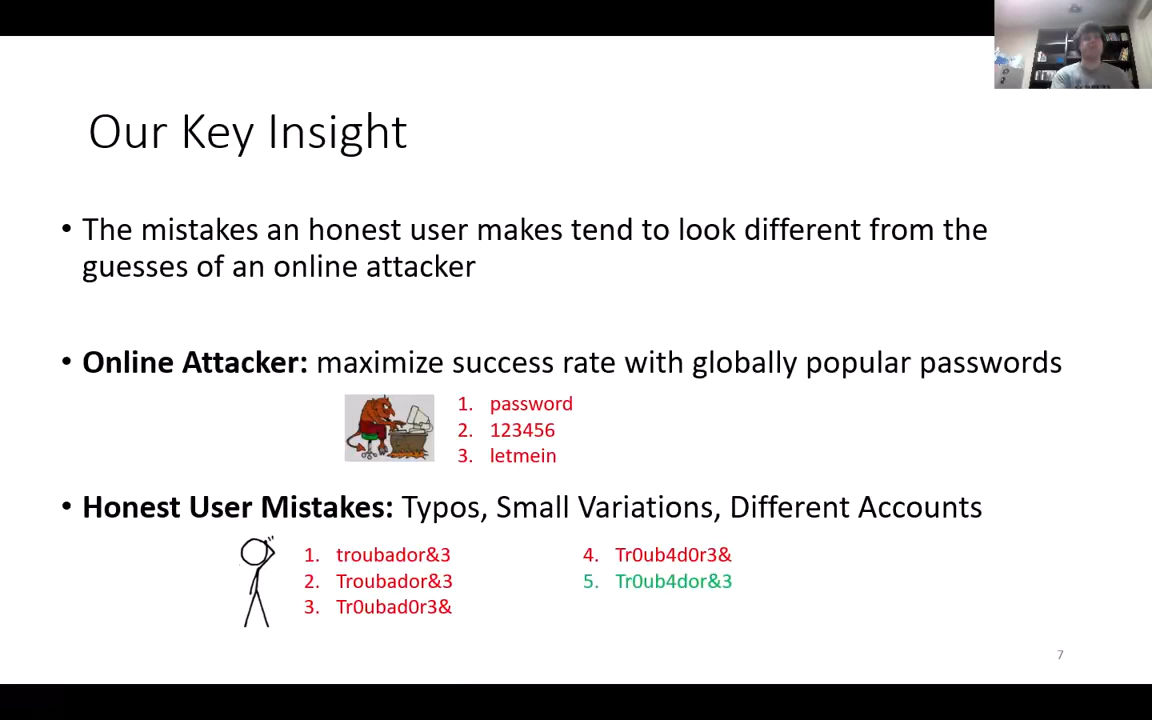 Our Key Insight
• The mistakes an honest user makes tend to look different from the
guesses of an online attacker
• Online Attacker: maximize success rate with globally popular passwords
1. password
2. 123456
3. letmein
• Honest User Mistakes: Typos, Small Variations, Different Accounts
1. troubador&3
2. Troubador&3
3. Tr0ubad0r3&
4. Tr0ub4d0r3&
5. Tr0ub4dor&3
7